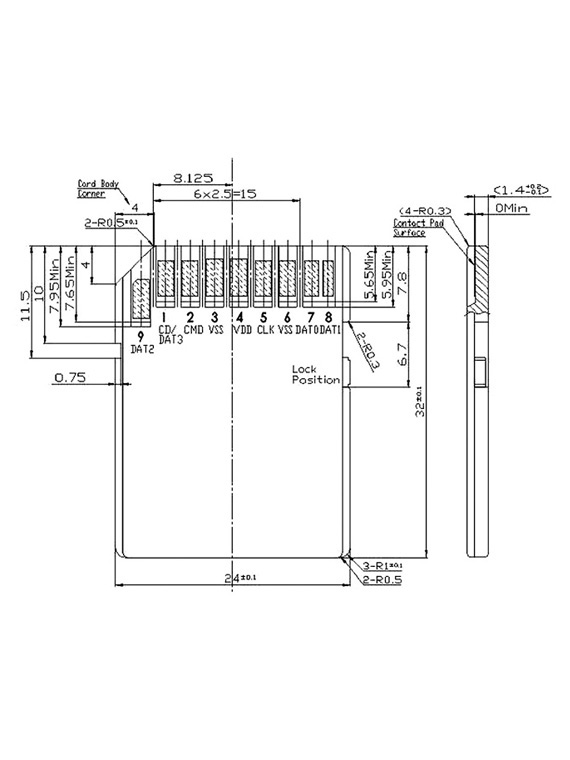 8.125
Card Body
Corner
4
6x2.5=15
2-R0.5±0.1
(1.4+0.2-0.1)
(4-R0.3)
0Min
Contact Pad
Surface
4
11.5
10
7.95Min
7.65Min
5.65Min
5.95Min
7.8
1 2 3 4 5 6 7 8
CD/
DAT3
CMD VSS VDD CLK VSS DAT0 DAT1
9
DAT2
2-R0.3
6.7
Lock
Position
0.75
32±0.1
3-R1±0.1
24±0.1
2-R0.5